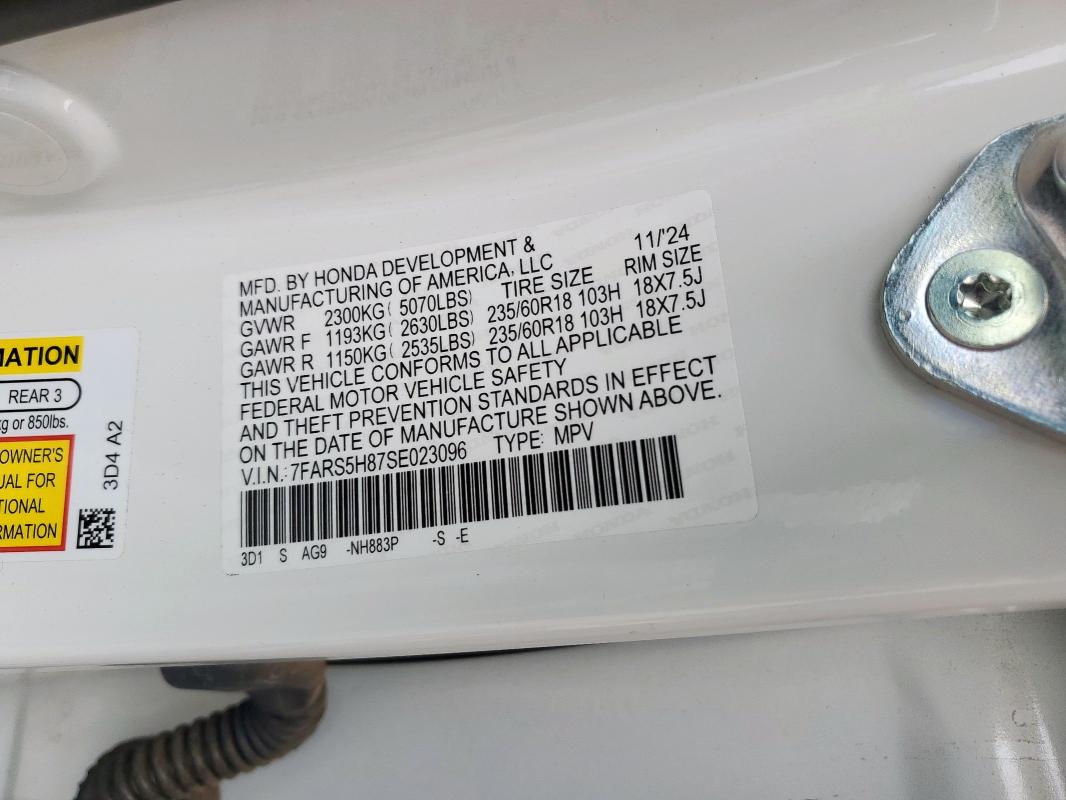 MFD. BY HONDA DEVELOPMENT & 11/'24
MANUFACTURING OF AMERICA, LLC
GVWR 2300KG( 5070LBS) TIRE SIZE RIM SIZE
GAWR F 1193KG( 2630LBS) 235/60R18 103H 18X7.5J
GAWR R 1150KG( 2535LBS) 235/60R18 103H 18X7.5J
THIS VEHICLE CONFORMS TO ALL APPLICABLE
FEDERAL MOTOR VEHICLE SAFETY
AND THEFT PREVENTION STANDARDS IN EFFECT
ON THE DATE OF MANUFACTURE SHOWN ABOVE.
V.I.N.:7FARS5H87SE023096 TYPE: MPV
3D1 S AG9 -NH883P -S -E
MATION
REAR 3
kg or 850lbs.
OWNER'S
UAL FOR
TIONAL
RMATION
3D4 A2